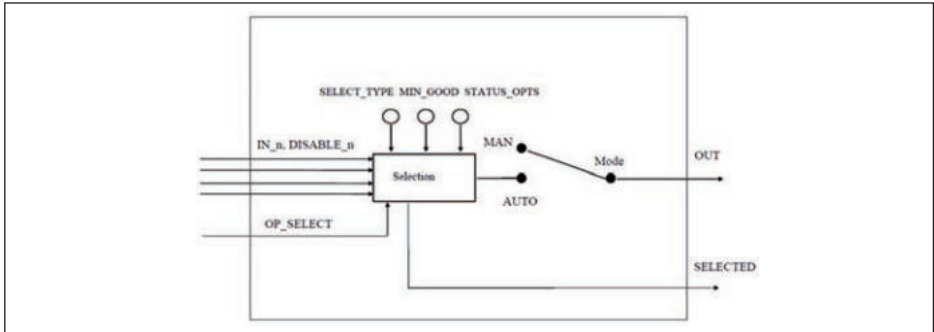 SELECT_TYPE MIN_GOOD STATUS_OPTS
MAN
IN_n, DISABLE_n
Mode
OUT
Selection
AUTO
OP_SELECT
SELECTED